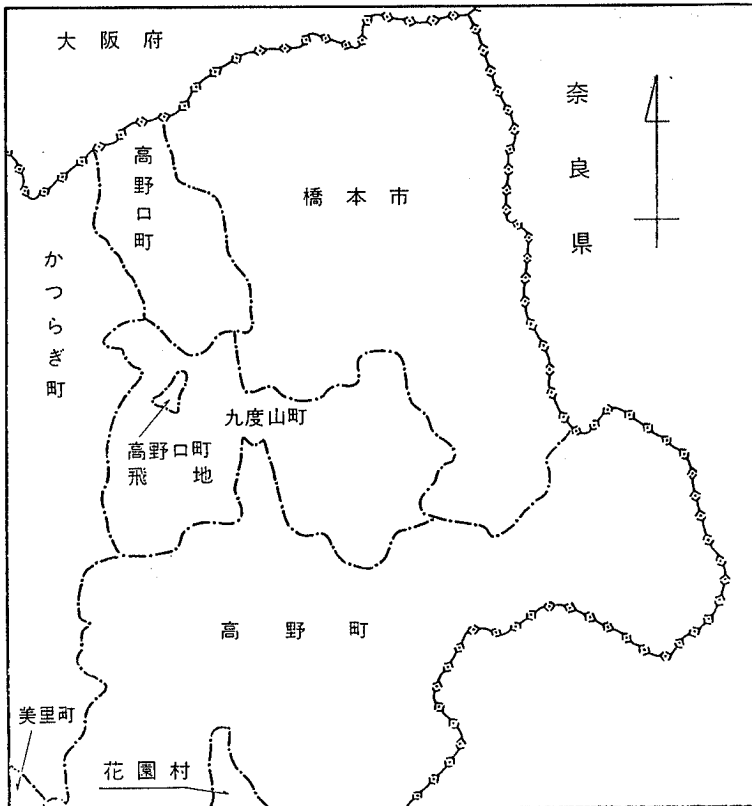 大阪府
奈良県
高野口町
橋本市
かつらぎ町
九度山町
高野口町
飛地
高野町
美里町
花園村